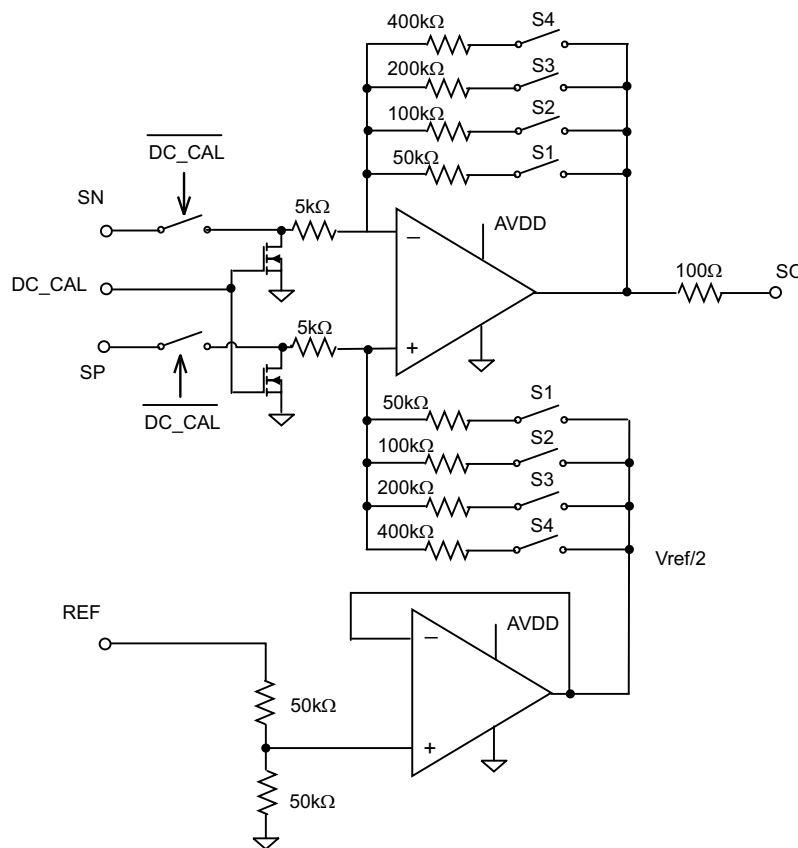 400kΩ S4
200kΩ S3
100kΩ S2
50kΩ S1
DC_CAL
SN
5kΩ
−
AVDD
DC_CAL
100Ω
SO
5kΩ
SP
+
DC_CAL
50kΩ S1
100kΩ S2
200kΩ S3
400kΩ S4
Vref/2
REF
AVDD
−
50kΩ
+
50kΩ